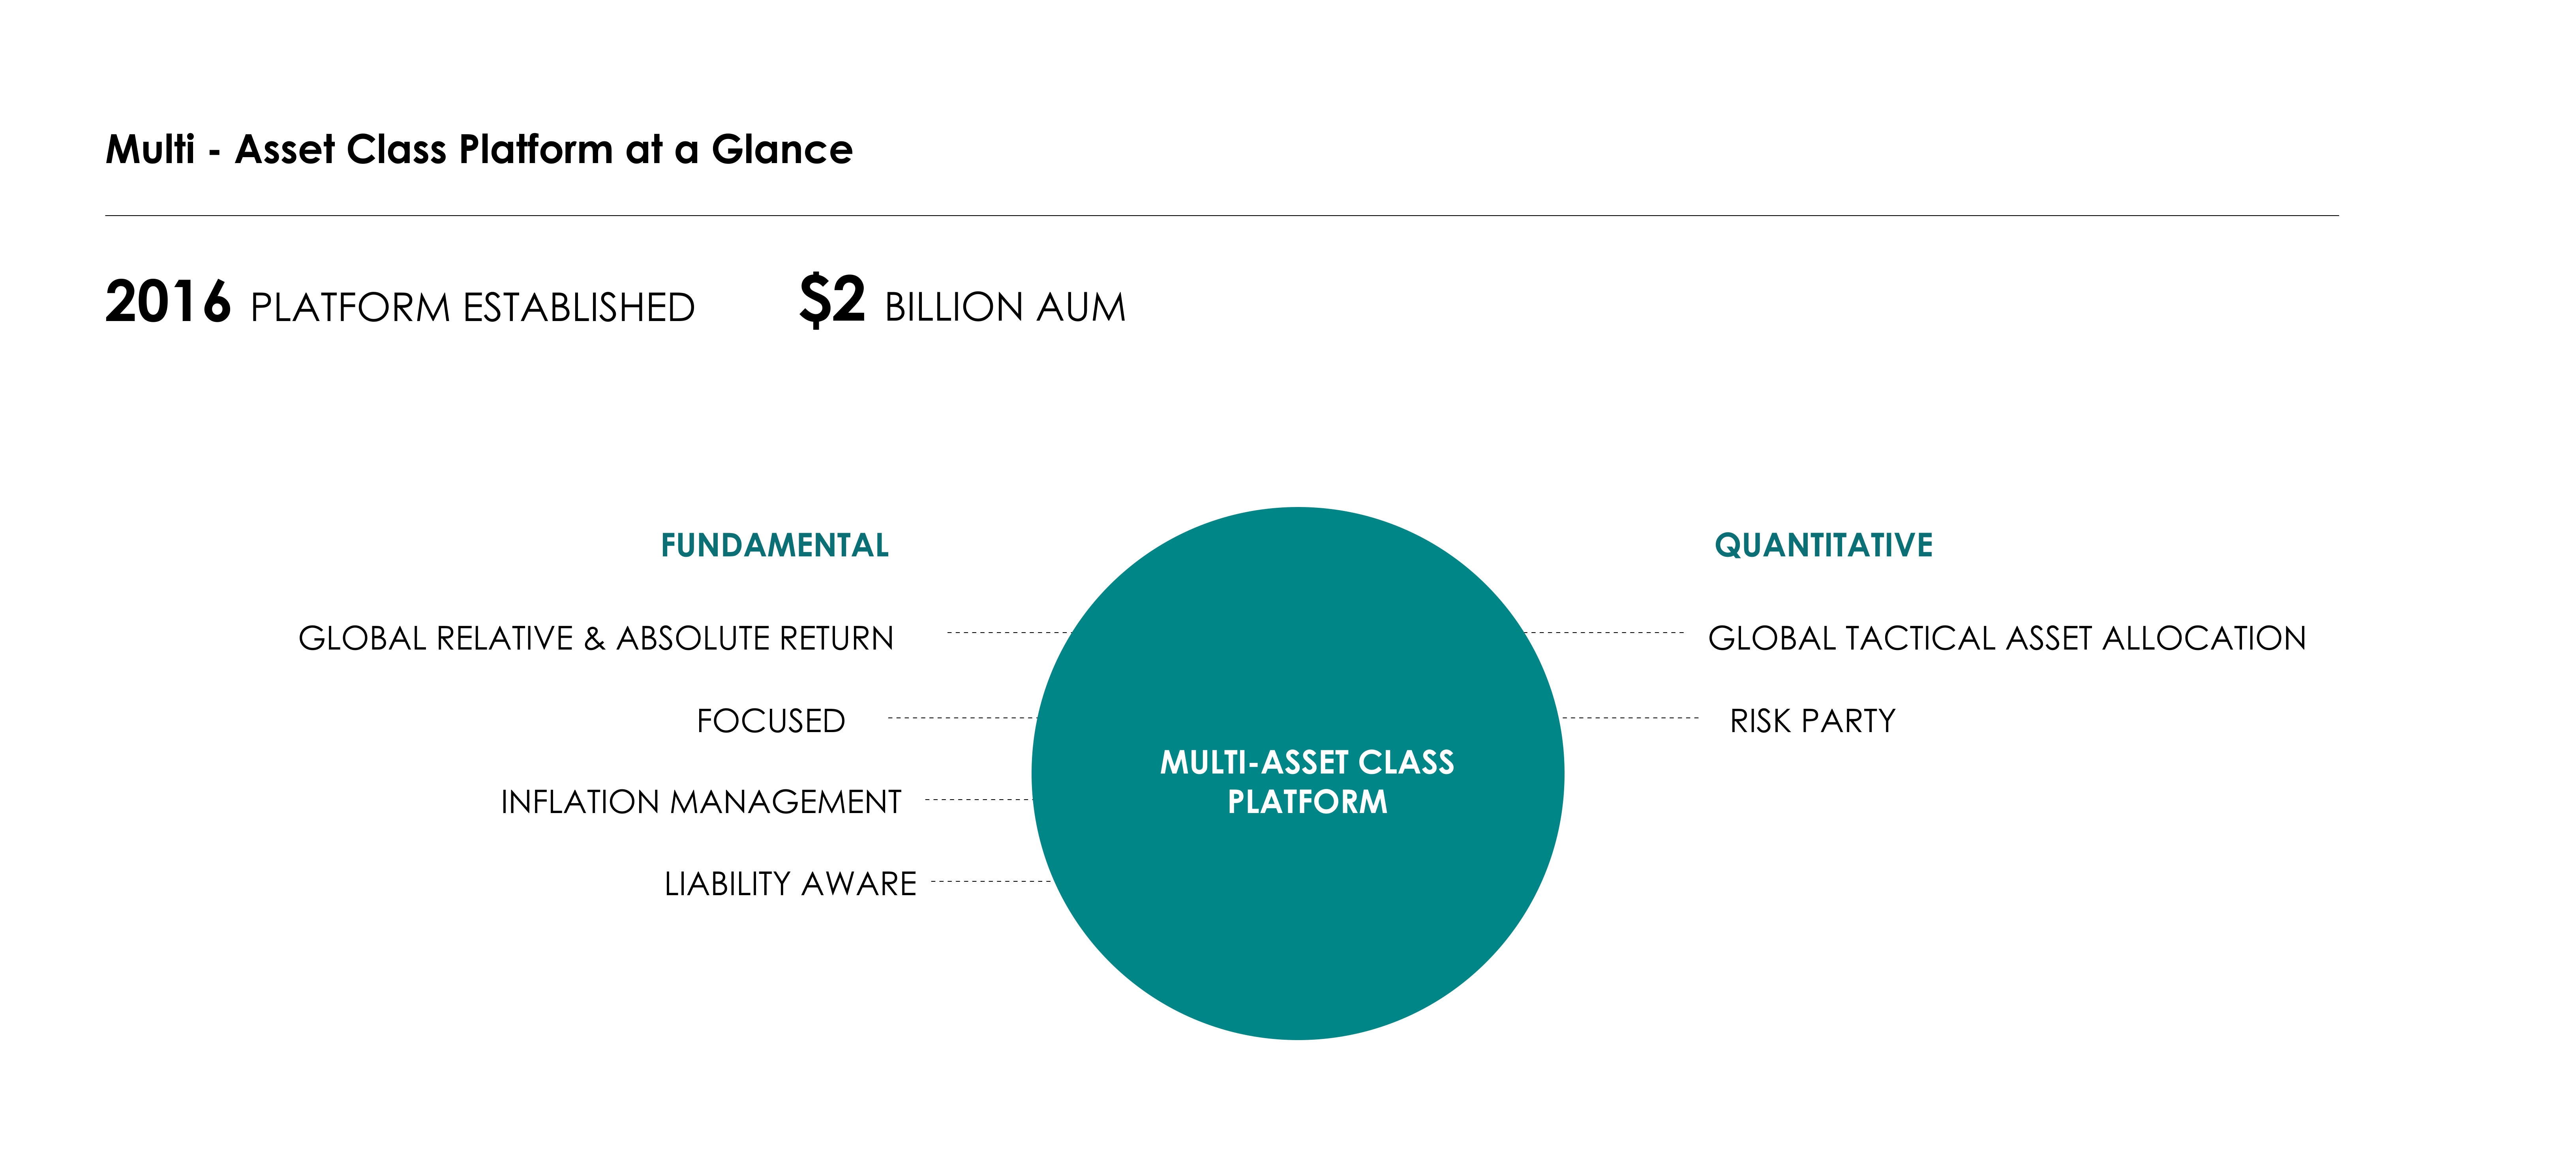 Multi - Asset Class Platform at a Glance
2016 PLATFORM ESTABLISHED
$2 BILLION AUM
FUNDAMENTAL
GLOBAL RELATIVE & ABSOLUTE RETURN
FOCUSED
INFLATION MANAGEMENT
LIABILITY AWARE
MULTI-ASSET CLASS
PLATFORM
QUANTITATIVE
GLOBAL TACTICAL ASSET ALLOCATION
RISK PARTY